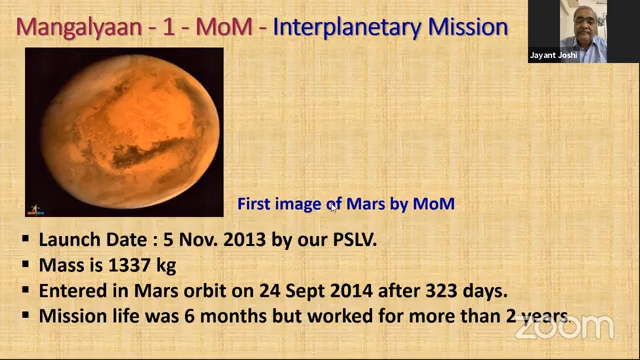 Mangalyaan - 1 - MoM - Interplanetary Mission
Jayant Joshi
First image of Mars by MoM
▪ Launch Date : 5 Nov. 2013 by our PSLV.
▪ Mass is 1337 kg
▪ Entered in Mars orbit on 24 Sept 2014 after 323 days.
▪ Mission life was 6 months but worked for more than 2 years.
zoom